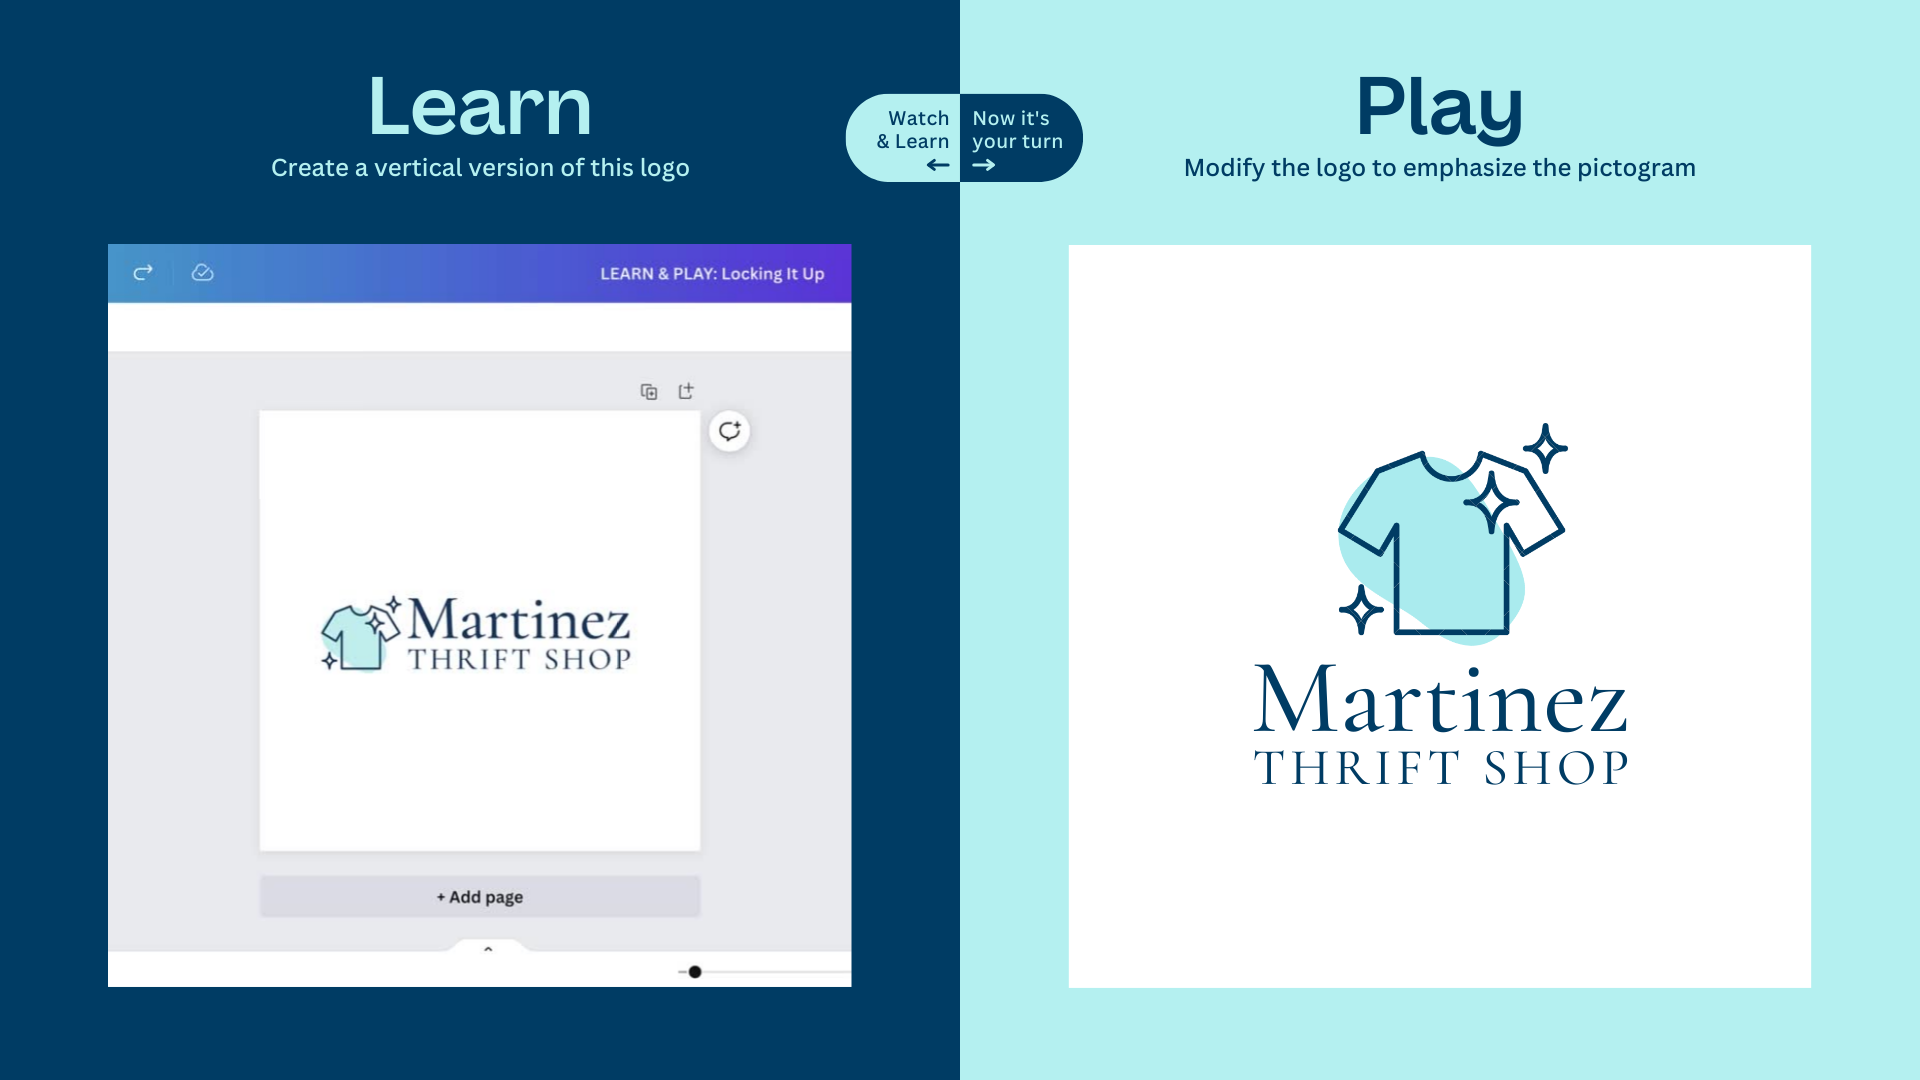 Learn
Create a vertical version of this logo
Watch
& Learn
Now it's
your turn
Play
Modify the logo to emphasize the pictogram
LEARN & PLAY: Locking It Up
Martinez
THRIFT SHOP
+ Add page
Martinez
THRIFT SHOP